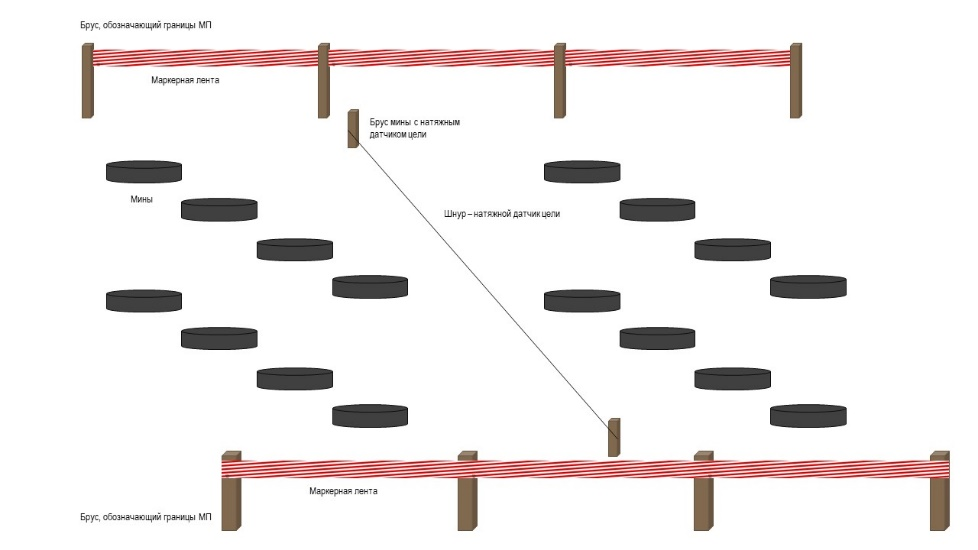 Брус, обозначающий границы МП
Маркерная лента
Брус мины с натяжным
датчиком цели
Мины
Шнур – натяжной датчик цели
Маркерная лента
Брус, обозначающий границы МП